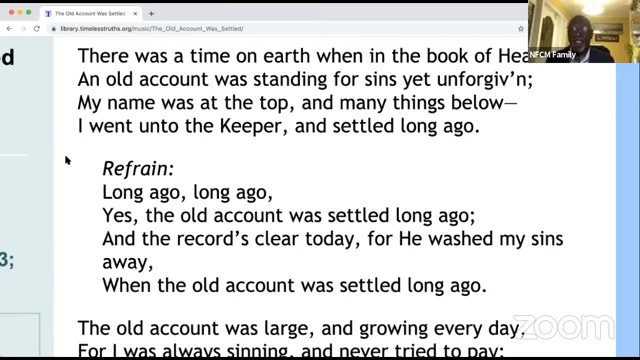 The Old Account Was Settled
library.timelesstruths.org/music/The_Old_Account_Was_Settled/
ed
There was a time on earth when in the book of Hea
NFCM Family
An old account was standing for sins yet unforgiv'n;
My name was at the top, and many things below—
I went unto the Keeper, and settled long ago.
Refrain:
Long ago, long ago,
Yes, the old account was settled long ago;
And the record's clear today, for He washed my sins
away,
3;
When the old account was settled long ago.
zoom
The old account was large, and growing every day,
For I was always sinning, and never tried to pay;